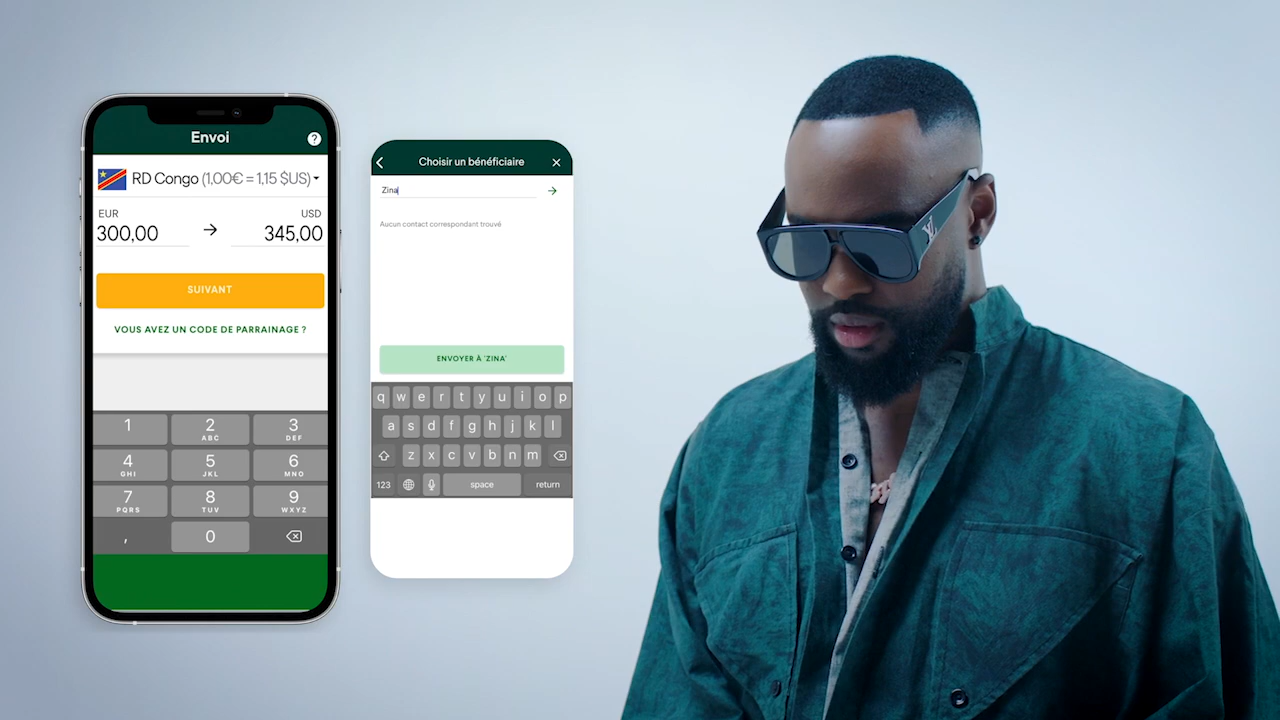 Envoi
?
RD Congo (1,00€ = 1,15 $US)
EUR
USD
300,00
345,00
SUIVANT
VOUS AVEZ UN CODE DE PARRAINAGE ?
1
2 ABC
3 DEF
4 GHI
5 JKL
6 MNO
7 PQRS
8 TUV
9 WXYZ
,
0
Choisir un bénéficiaire
Zina
Aucun contact correspondant trouvé
ENVOYER À 'ZINA'
q w e r t y u i o p
a s d f g h j k l
z x c v b n m
123 space return
LV